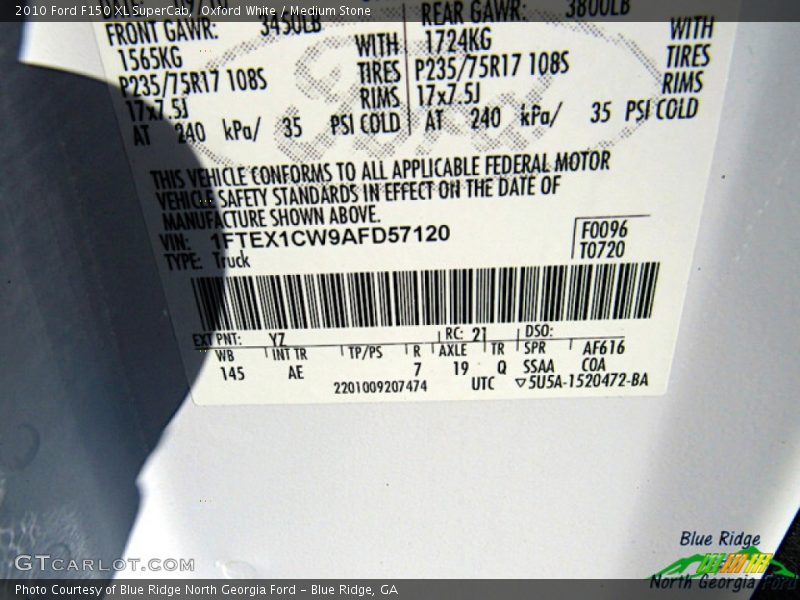 2010 Ford F150 XL SuperCab, / Oxford White / Medium Stone
FRONT GAWR: 3450LB REAR GAWR: 3800LB
1565KG WITH 1724KG WITH
P235/75R17 108S TIRES P235/75R17 108S TIRES
17x7.5J RIMS 17x7.5J RIMS
AT 240 kPa/ 35 PSI COLD AT 240 kPa/ 35 PSI COLD
THIS VEHICLE CONFORMS TO ALL APPLICABLE FEDERAL MOTOR
VEHICLE SAFETY STANDARDS IN EFFECT ON THE DATE OF
MANUFACTURE SHOWN ABOVE.
VIN: 1FTEX1CW9AFD57120 F0096
TYPE: Truck T0720
EXT PNT: YZ RC: 21 DSO:
WB INT TR TP/PS R AXLE TR SPR AF616
145 AE 7 19 Q SSAA COA
2201009207474 UTC ▽5U5A-1520472-BA
Blue Ridge
North Georgia Ford
GTCARLOT.COM
Photo Courtesy of Blue Ridge North Georgia Ford – Blue Ridge, GA